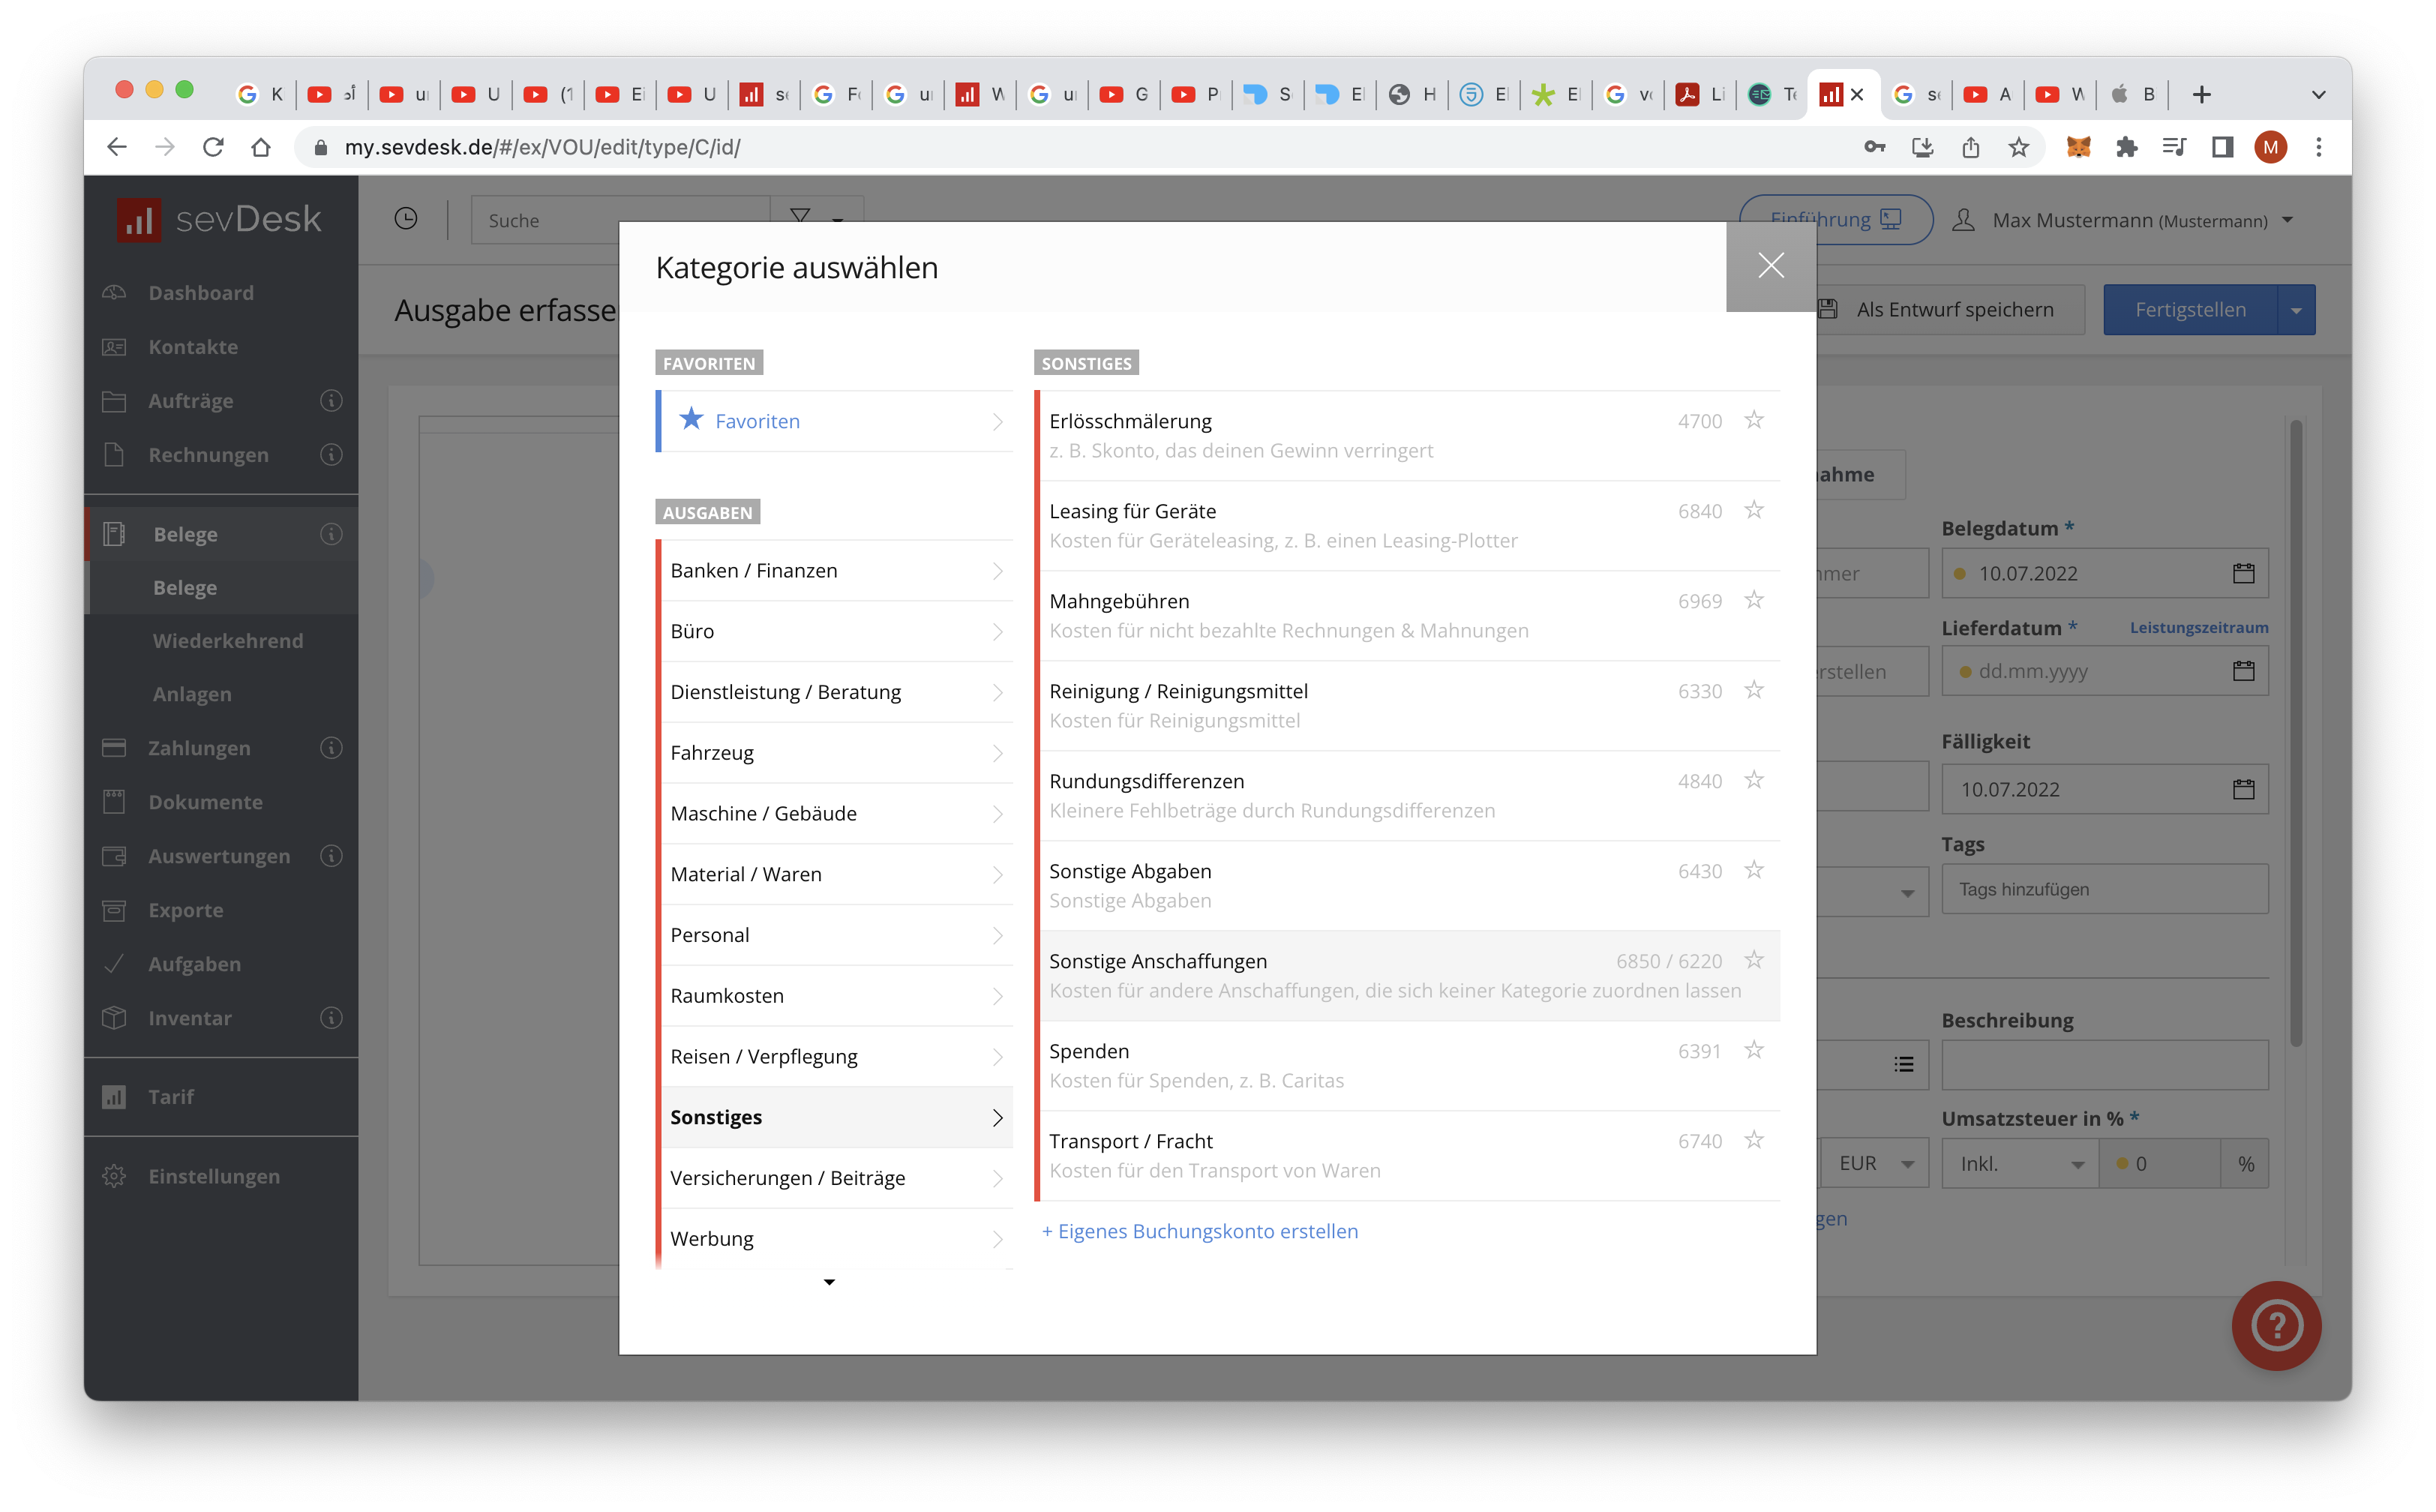 my.sevdesk.de/#/ex/VOU/edit/type/C/id/
M
sevDesk
Suche
Einführung
Max Mustermann (Mustermann)
Dashboard
Kontakte
Aufträge
Rechnungen
Belege
Belege
Wiederkehrend
Anlagen
Zahlungen
Dokumente
Auswertungen
Exporte
Aufgaben
Inventar
Tarif
Einstellungen
Ausgabe erfasse
Als Entwurf speichern
Fertigstellen
Kategorie auswählen
FAVORITEN
Favoriten
AUSGABEN
Banken / Finanzen
Büro
Dienstleistung / Beratung
Fahrzeug
Maschine / Gebäude
Material / Waren
Personal
Raumkosten
Reisen / Verpflegung
Sonstiges
Versicherungen / Beiträge
Werbung
SONSTIGES
Erlösschmälerung 4700
z. B. Skonto, das deinen Gewinn verringert
Leasing für Geräte 6840
Kosten für Geräteleasing, z. B. einen Leasing-Plotter
Mahngebühren 6969
Kosten für nicht bezahlte Rechnungen & Mahnungen
Reinigung / Reinigungsmittel 6330
Kosten für Reinigungsmittel
Rundungsdifferenzen 4840
Kleinere Fehlbeträge durch Rundungsdifferenzen
Sonstige Abgaben 6430
Sonstige Abgaben
Sonstige Anschaffungen 6850 / 6220
Kosten für andere Anschaffungen, die sich keiner Kategorie zuordnen lassen
Spenden 6391
Kosten für Spenden, z. B. Caritas
Transport / Fracht 6740
Kosten für den Transport von Waren
+ Eigenes Buchungskonto erstellen
ahme
Belegdatum *
mer
10.07.2022
Lieferdatum * Leistungszeitraum
rstellen
dd.mm.yyyy
Fälligkeit
10.07.2022
Tags
Tags hinzufügen
Beschreibung
Umsatzsteuer in % *
EUR
Inkl.
0
%
gen
?